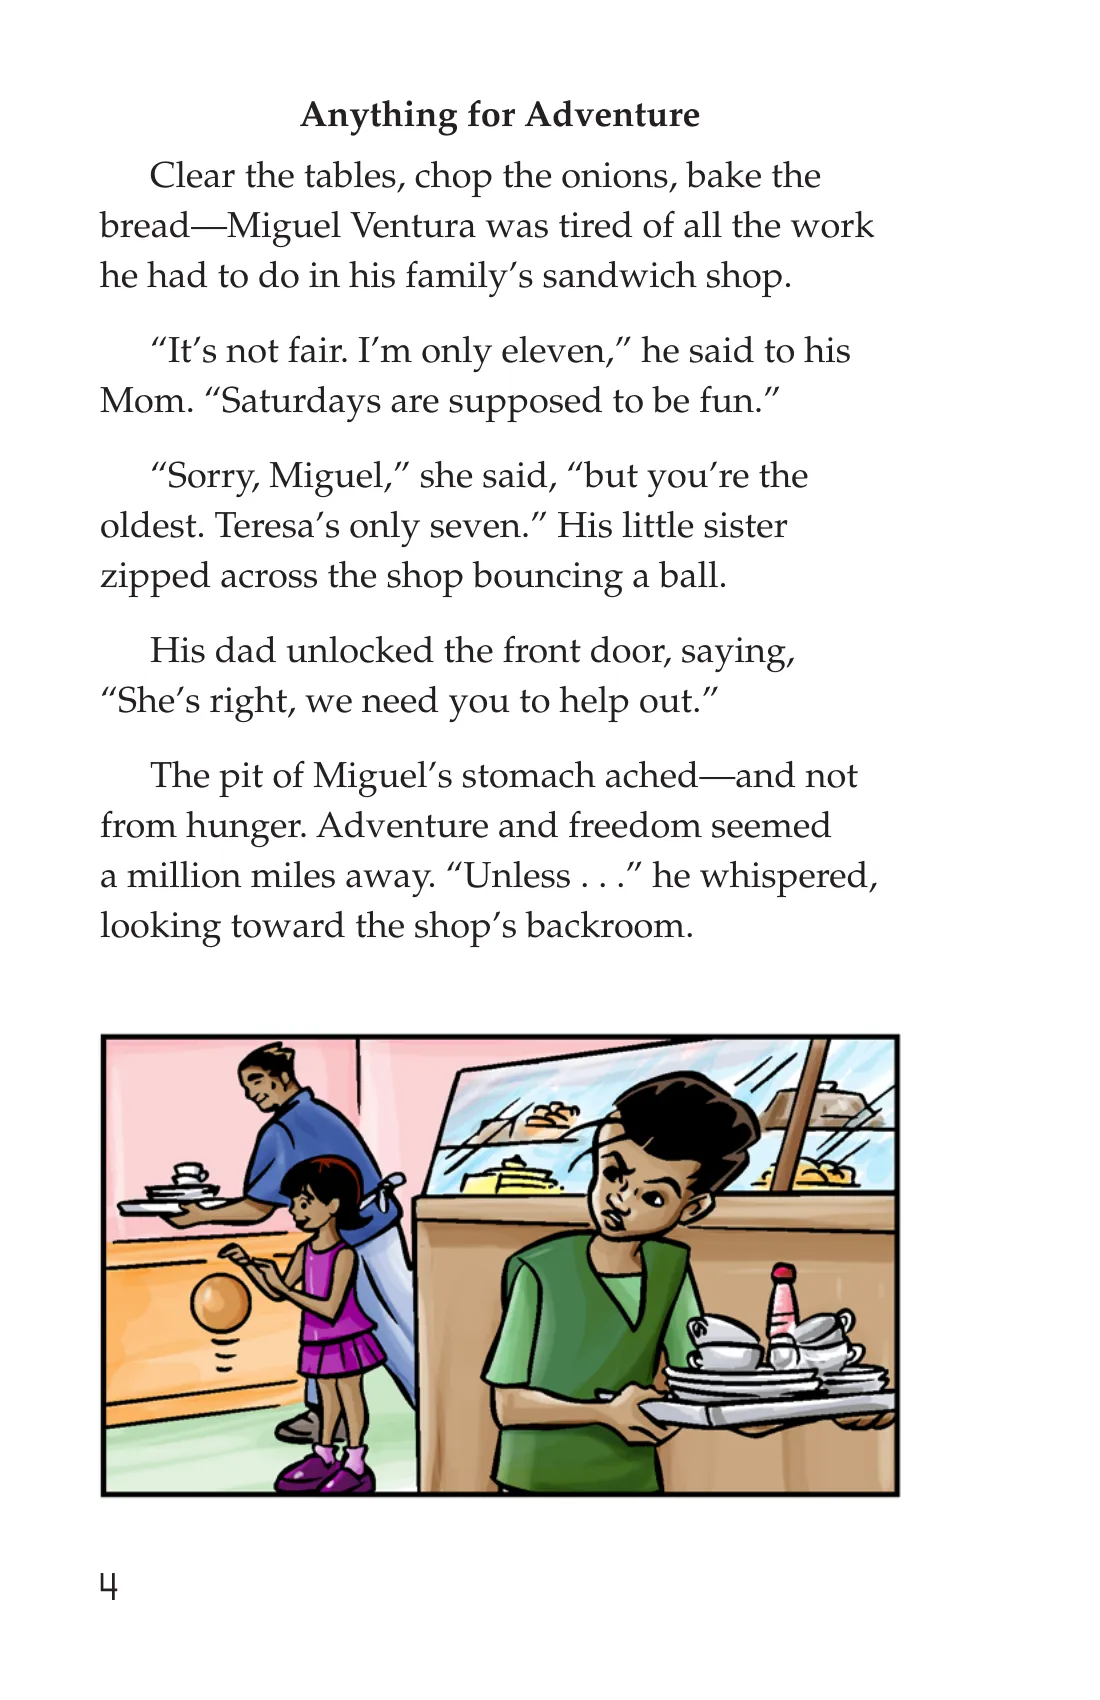 Anything for Adventure
Clear the tables, chop the onions, bake the
bread—Miguel Ventura was tired of all the work
he had to do in his family’s sandwich shop.
“It’s not fair. I’m only eleven,” he said to his
Mom. “Saturdays are supposed to be fun.”
“Sorry, Miguel,” she said, “but you’re the
oldest. Teresa’s only seven.” His little sister
zipped across the shop bouncing a ball.
His dad unlocked the front door, saying,
“She’s right, we need you to help out.”
The pit of Miguel’s stomach ached—and not
from hunger. Adventure and freedom seemed
a million miles away. “Unless . . .” he whispered,
looking toward the shop’s backroom.
4